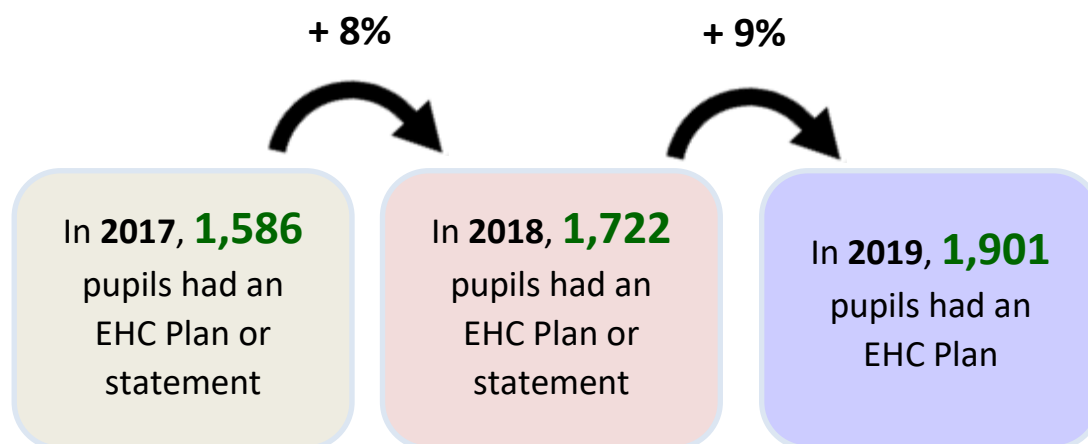 + 8%
+ 9%
In 2017, 1,586
pupils had an
EHC Plan or
statement
In 2018, 1,722
pupils had an
EHC Plan or
statement
In 2019, 1,901
pupils had an
EHC Plan